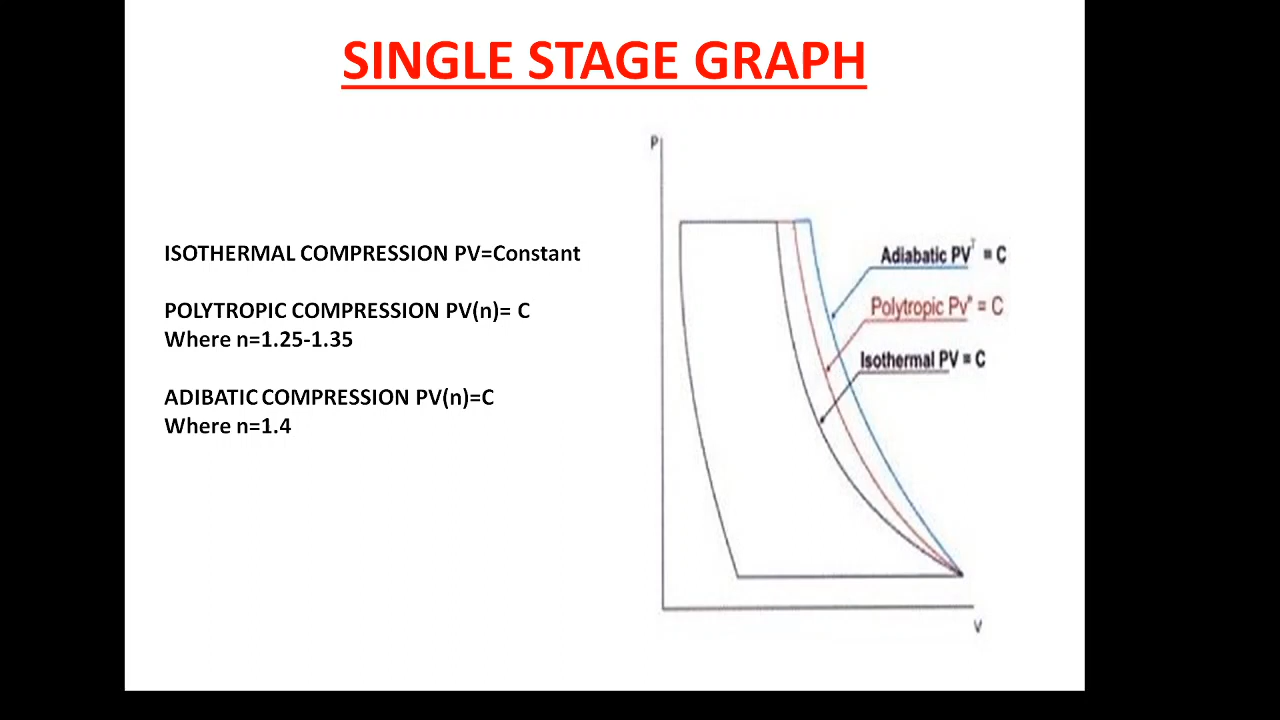 SINGLE STAGE GRAPH
P
ISOTHERMAL COMPRESSION PV=Constant
POLYTROPIC COMPRESSION PV(n)= C
Where n=1.25-1.35
ADIBATIC COMPRESSION PV(n)=C
Where n=1.4
Adiabatic PVᵞ = C
Polytropic Pvⁿ = C
Isothermal PV = C
V